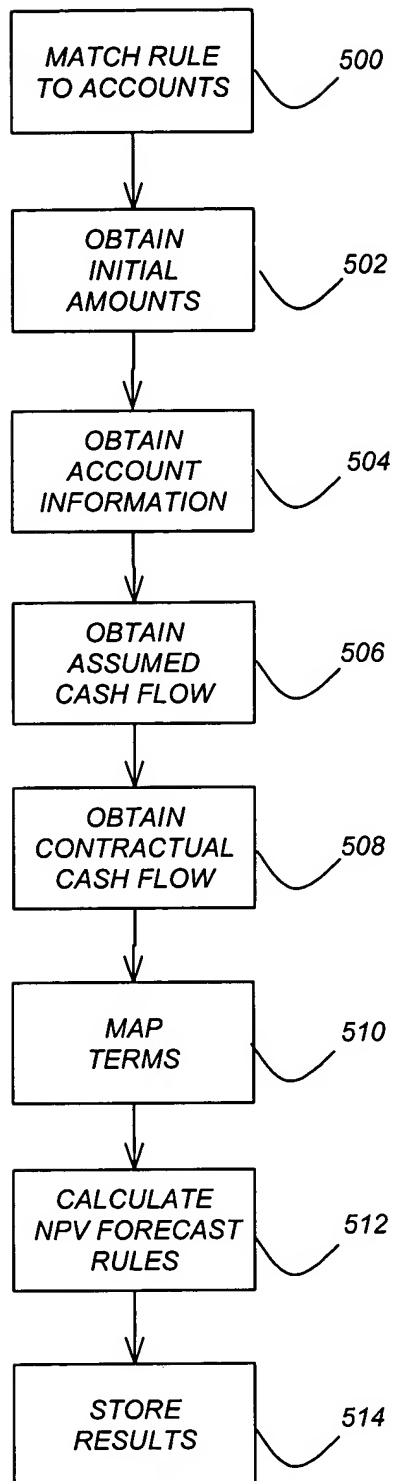 MATCH RULE
TO ACCOUNTS
500
OBTAIN
INITIAL
AMOUNTS
502
OBTAIN
ACCOUNT
INFORMATION
504
OBTAIN
ASSUMED
CASH FLOW
506
OBTAIN
CONTRACTUAL
CASH FLOW
508
MAP
TERMS
510
CALCULATE
NPV FORECAST
RULES
512
STORE
RESULTS
514